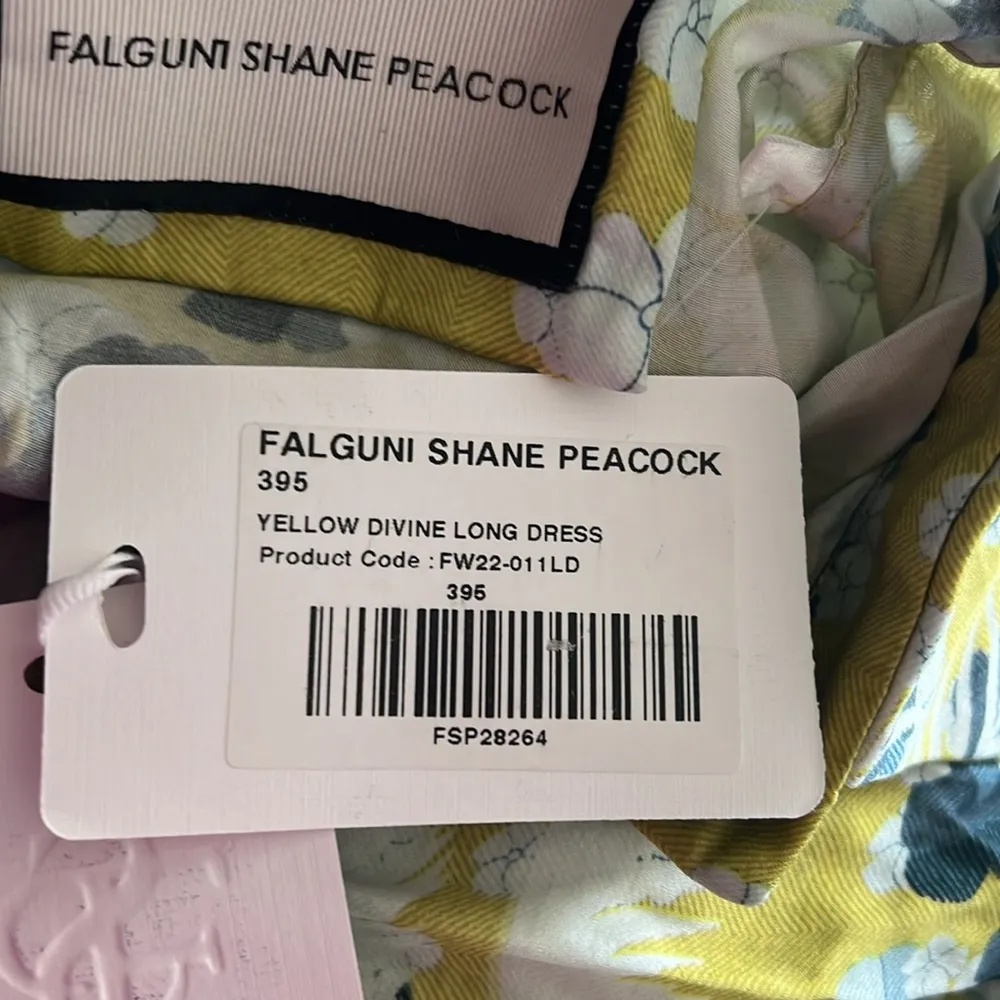 FALGUNI SHANE PEACOCK
FALGUNI SHANE PEACOCK
395
YELLOW DIVINE LONG DRESS
Product Code : FW22-011LD
395
FSP28264